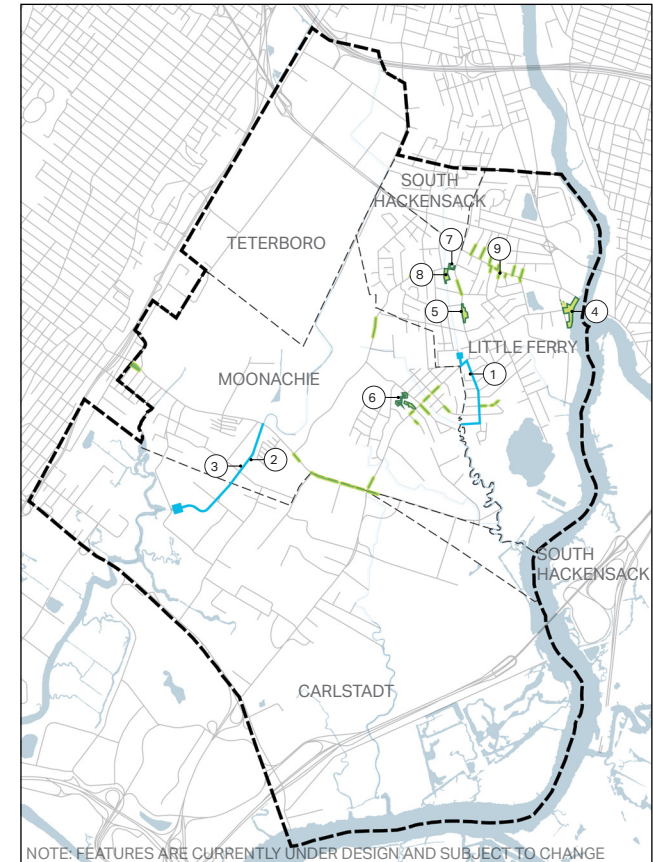 SOUTH
HACKENSACK
TETERBORO
7
9
8
5
4
LITTLE FERRY
1
MOONACHIE
6
3
2
SOUTH
HACKENSACK
CARLSTADT
NOTE: FEATURES ARE CURRENTLY UNDER DESIGN AND SUBJECT TO CHANGE